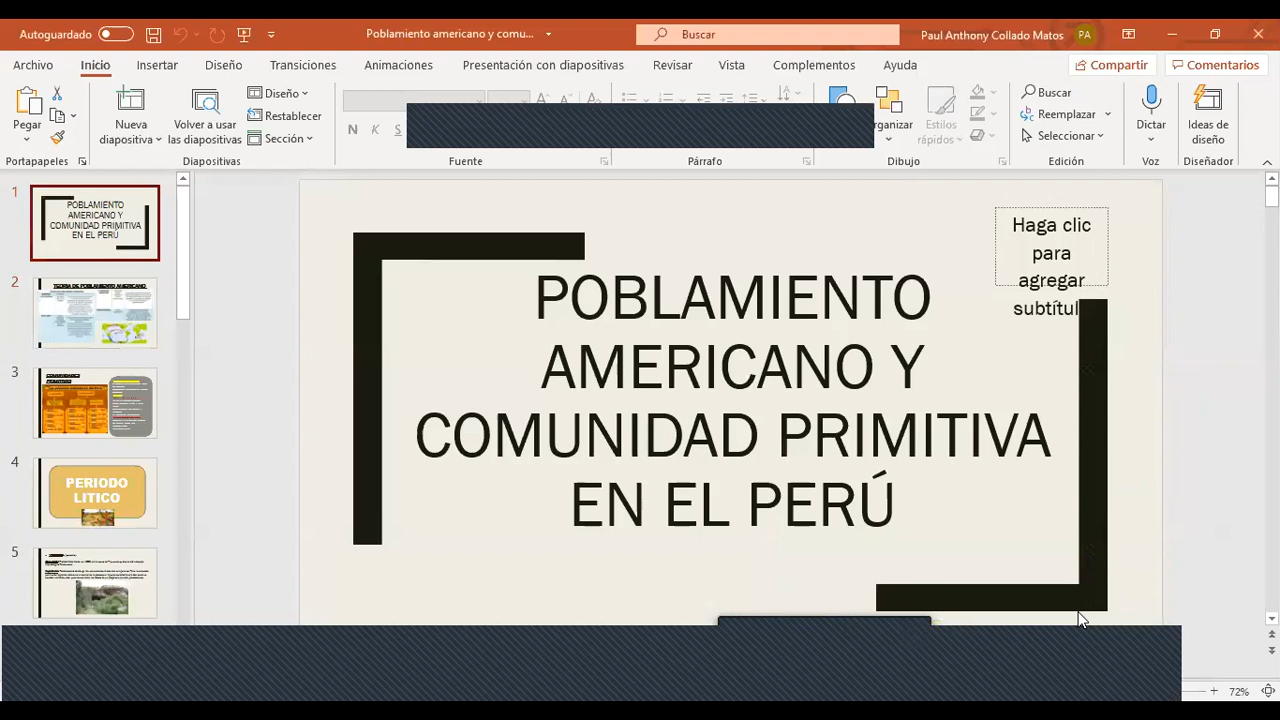 Autoguardado
Poblamiento americano y comu...
Buscar
Paul Anthony Collado Matos
PA
Archivo
Inicio
Insertar
Diseño
Transiciones
Animaciones
Presentación con diapositivas
Revisar
Vista
Complementos
Ayuda
Compartir
Comentarios
Pegar
Nueva
diapositiva
Volver a usar
las diapositivas
Diseño
Restablecer
Sección
N K S
Estilos
rápidos
Buscar
Reemplazar
Seleccionar
Dictar
Ideas de
diseño
Portapapeles
Diapositivas
Fuente
Párrafo
Dibujo
Edición
Voz
Diseñador
1
POBLAMIENTO
AMERICANO Y
COMUNIDAD PRIMITIVA
EN EL PERÚ
2
TEORIA DE POBLAMIENTO AMERICANO
3
4
PERIODO
LITICO
5
Haga clic
para
agregar
subtítul
POBLAMIENTO
AMERICANO Y
COMUNIDAD PRIMITIVA
EN EL PERÚ
72%